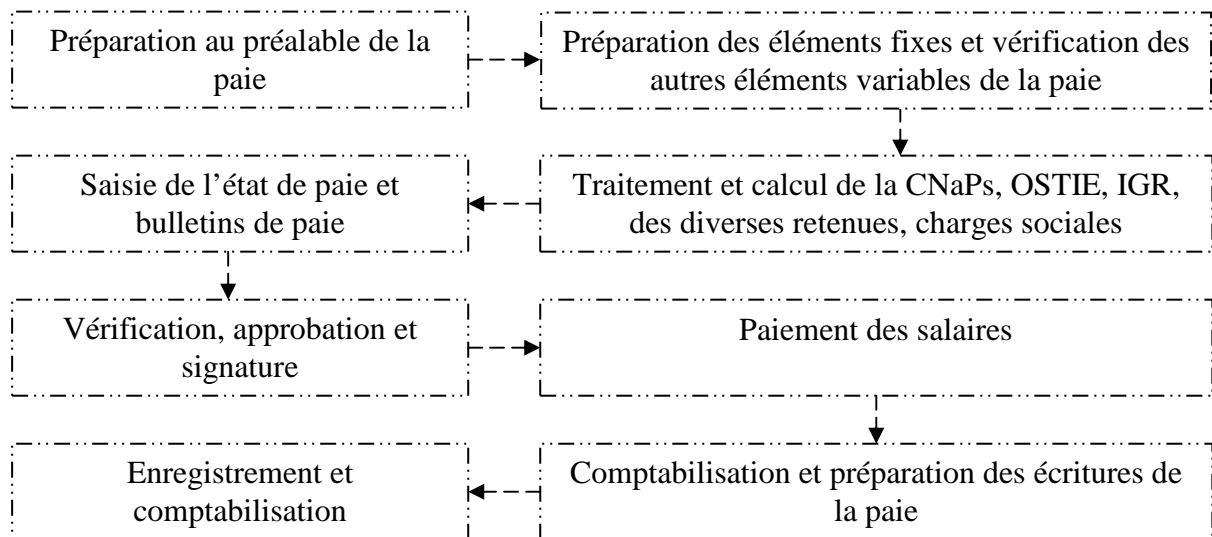 Préparation au préalable de la
paie
Préparation des éléments fixes et vérification des
autres éléments variables de la paie
Traitement et calcul de la CNaPs, OSTIE, IGR,
des diverses retenues, charges sociales
Saisie de l’état de paie et
bulletins de paie
Vérification, approbation et
signature
Paiement des salaires
Comptabilisation et préparation des écritures de
la paie
Enregistrement et
comptabilisation